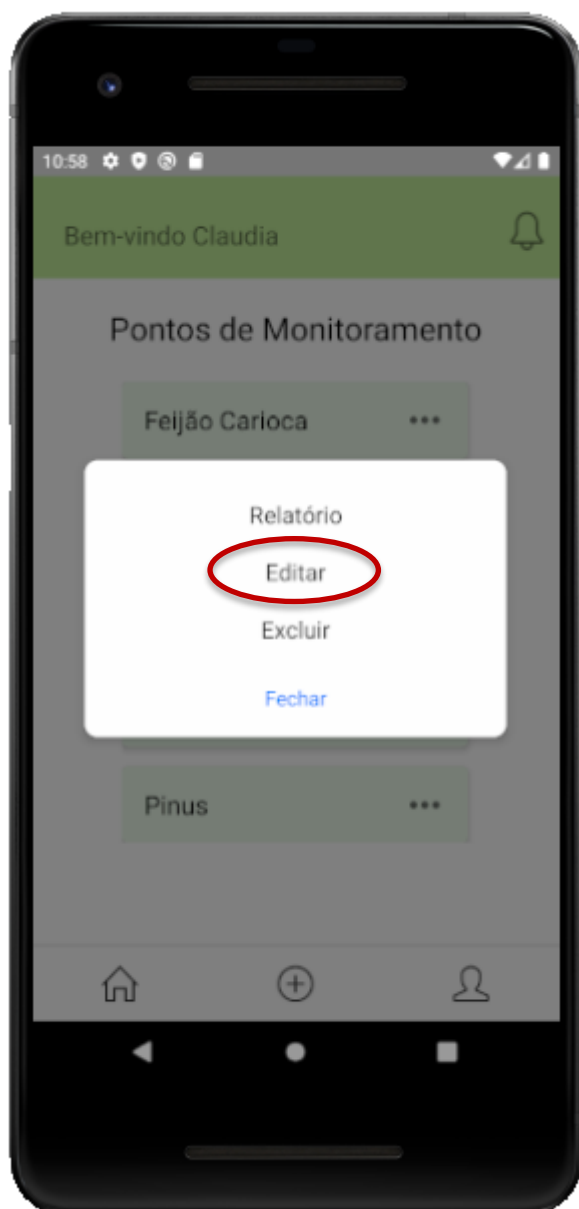 10:58
Bem-vindo Claudia
Pontos de Monitoramento
Feijão Carioca
Relatório
Editar
Excluir
Fechar
Pinus